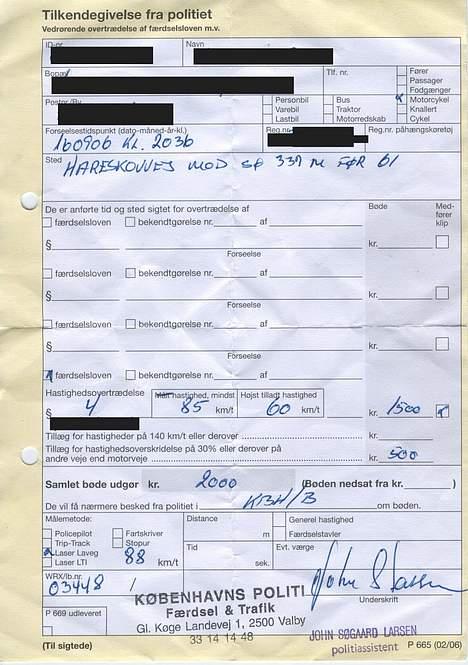 Tilkendegivelse fra politiet
Vedrørende overtrædelse af færdselsloven m.v.
ID-nr. Navn
Bopæl Tlf. nr. Fører
Passager
Fodgænger
Postnr./By Personbil Bus Motorcykel
Varebil Traktor Knallert
Lastbil Motorredskab Cykel
Forseelsestidspunkt (dato-måned-år-kl.) Reg.nr. Reg.nr. påhængskøretøj
160906 KL. 2036
Sted HARESKOVVEJ MOD SP 337 M FØR Ø1
De er anførte tid og sted sigtet for overtrædelse af Bøde Med-
fører
klip
færdselsloven bekendtgørelse nr. af
§ kr.
Forseelse
færdselsloven bekendtgørelse nr. af
§ kr.
Forseelse
færdselsloven bekendtgørelse nr. af
§ kr.
Forseelse
færdselsloven bekendtgørelse nr. af
Hastighedsovertrædelse hastighed, mindst Højst tilladt hastighed
§ 4 85 km/t 60 km/t kr. 1500
Tillæg for hastigheder på 140 km/t eller derover
Tillæg for hastighedsoverskridelse på 30% eller derover på
andre veje end motorveje kr. 500
Samlet bøde udgør kr. 2000 (Bøden nedsat fra kr. )
De vil få nærmere besked fra politiet i KBH/B om bøden.
Målemetode: Distance Generel hastighed
Policepilot Fartskriver m Færdselstavler
Trip-Track Stopur Tid Evt. værge
Laser Laveg 88 km/t
Laser LTI sek.
WRX/lb.nr.
03448 /
KØBENHAVNS POLITI
Færdsel & Trafik
Underskrift
P 669 udleveret
Gl. Køge Landevej 1, 2500 Valby
33 14 14 48
JOHN SØGAARD LARSEN
politiassistent
(Til sigtede) P 665 (02/06)